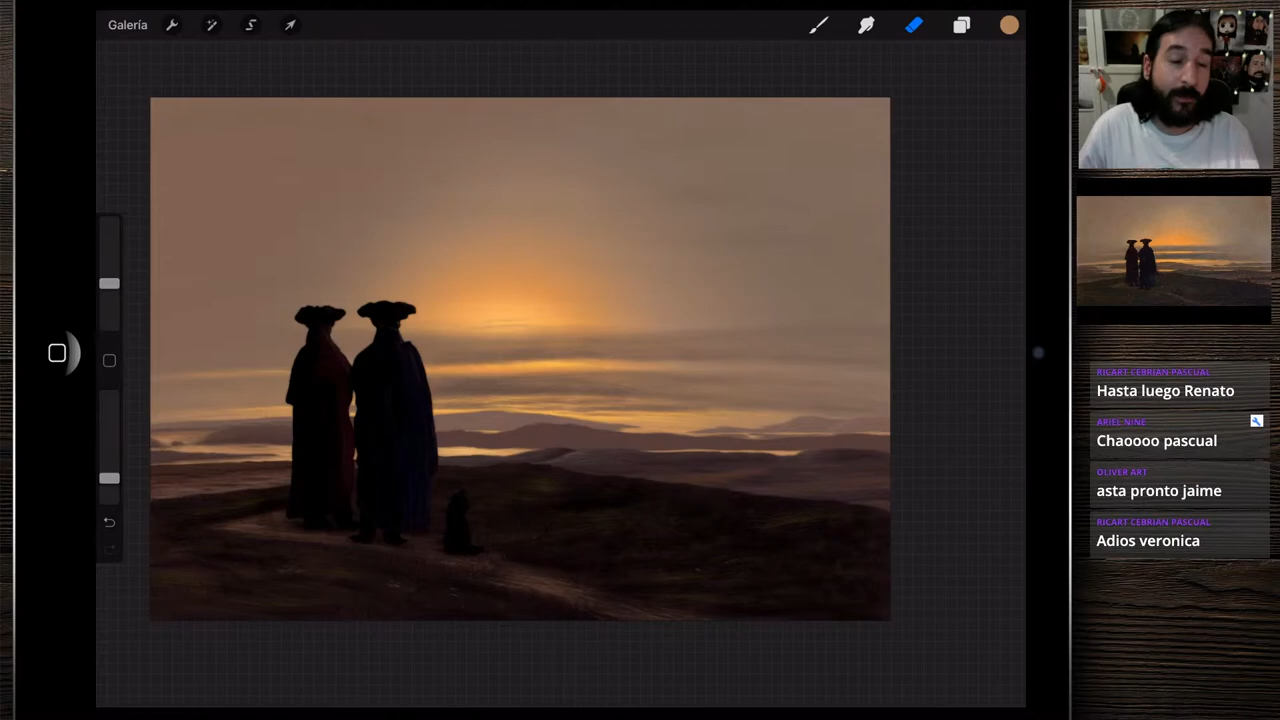 Galería
RICART CEBRIAN PASCUAL
Hasta luego Renato
ARIEL NINE
Chaoooo pascual
OLIVER ART
asta pronto jaime
RICART CEBRIAN PASCUAL
Adios veronica